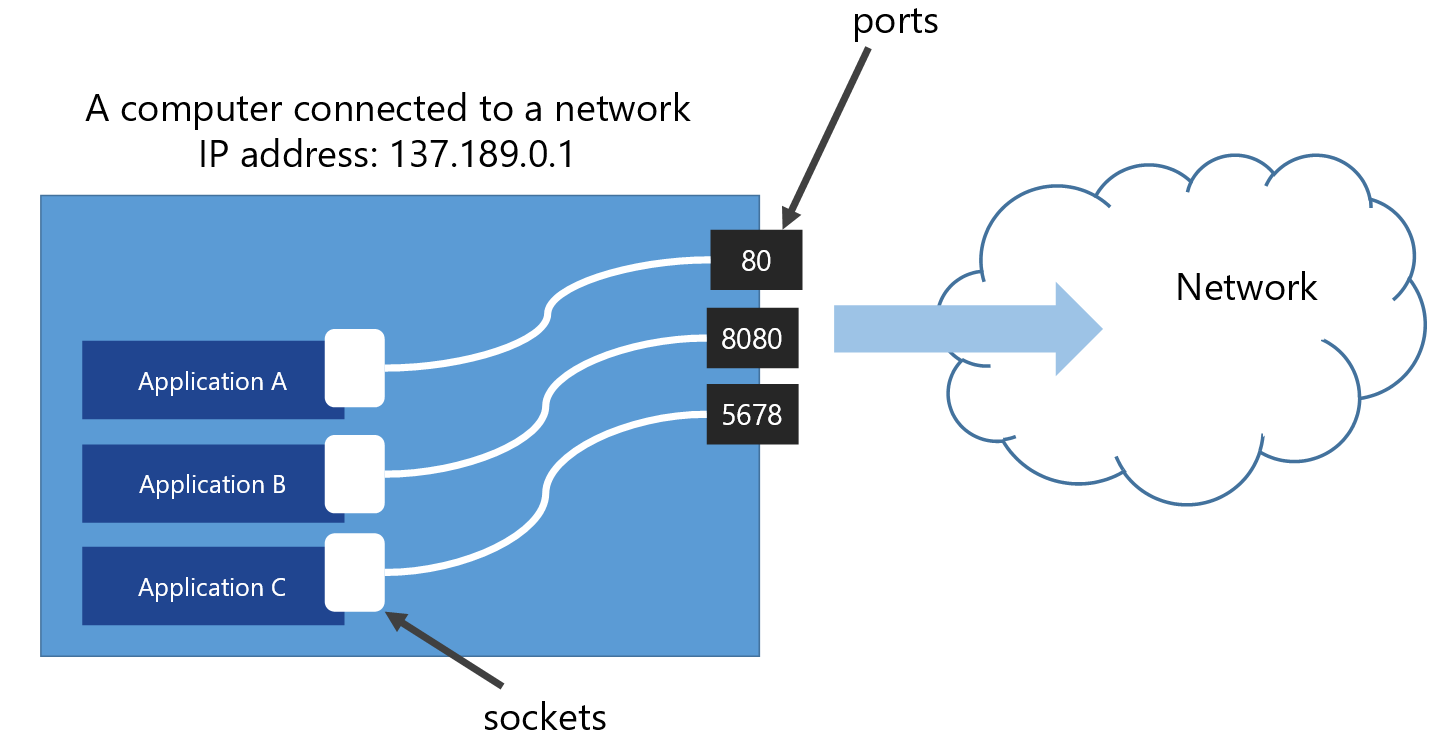 ports
A computer connected to a network
IP address: 137.189.0.1
80
8080
5678
Network
Application A
Application B
Application C
sockets